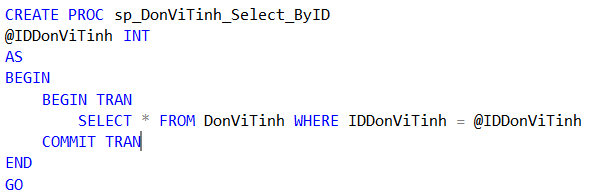 CREATE PROC sp_DonViTinh_Select_ByID
@IDDonViTinh INT
AS
BEGIN
    BEGIN TRAN
        SELECT * FROM DonViTinh WHERE IDDonViTinh = @IDDonViTinh
    COMMIT TRAN
END
GO